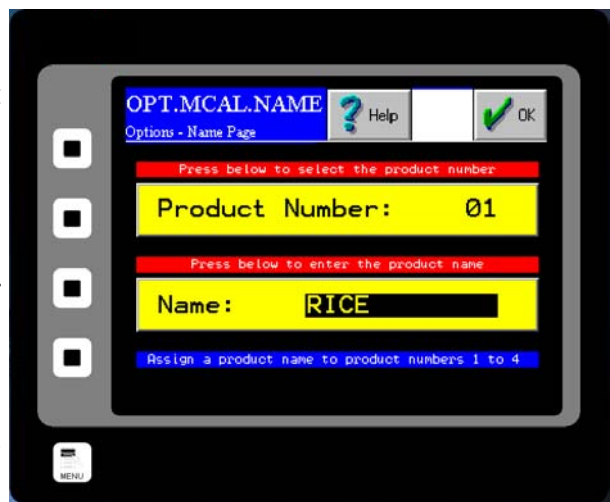 OPT.MCAL.NAME
Options - Name Page
Help
OK
Press below to select the product number
Product Number: 01
Press below to enter the product name
Name: RICE
Assign a product name to product numbers 1 to 4
MENU